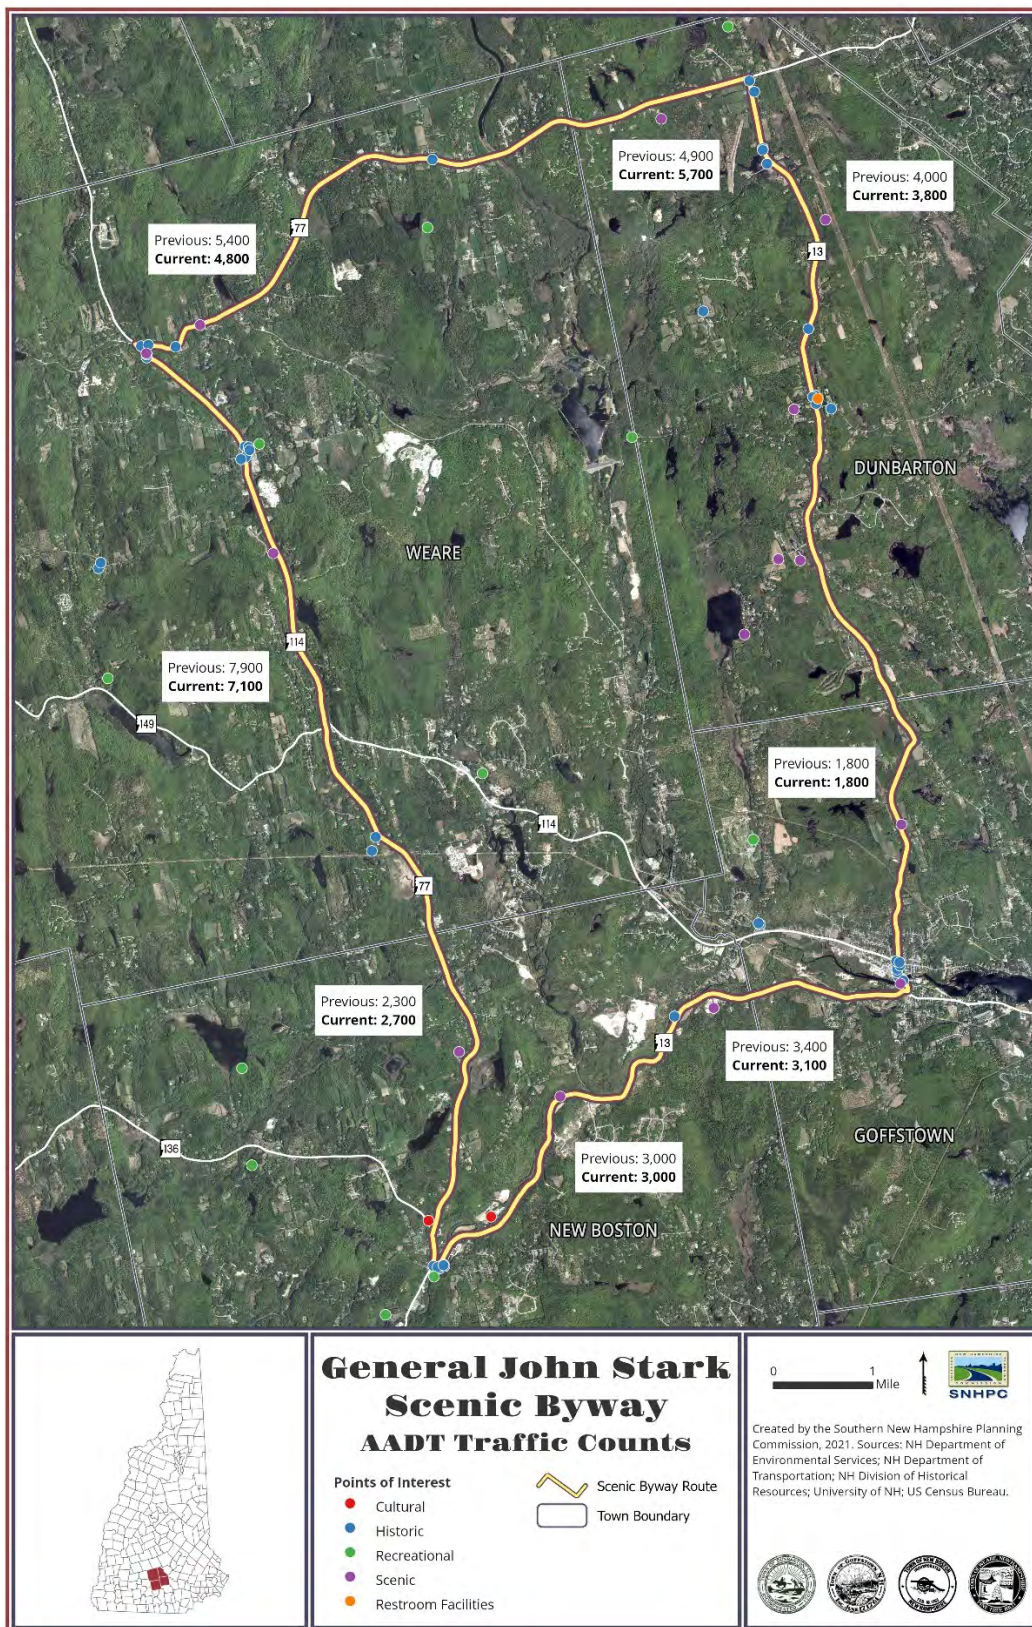 Previous: 4,900
Current: 5,700
Previous: 4,000
Current: 3,800
77
Previous: 5,400
Current: 4,800
13
DUNBARTON
WEARE
114
Previous: 7,900
Current: 7,100
149
Previous: 1,800
Current: 1,800
114
77
Previous: 2,300
Current: 2,700
13
Previous: 3,400
Current: 3,100
136
GOFFSTOWN
Previous: 3,000
Current: 3,000
NEW BOSTON
General John Stark
Scenic Byway
AADT Traffic Counts
Points of Interest
Cultural
Historic
Recreational
Scenic
Restroom Facilities
Scenic Byway Route
Town Boundary
0 1
Mile
SNHPC
Created by the Southern New Hampshire Planning
Commission, 2021. Sources: NH Department of
Environmental Services; NH Department of
Transportation; NH Division of Historical
Resources; University of NH; US Census Bureau.